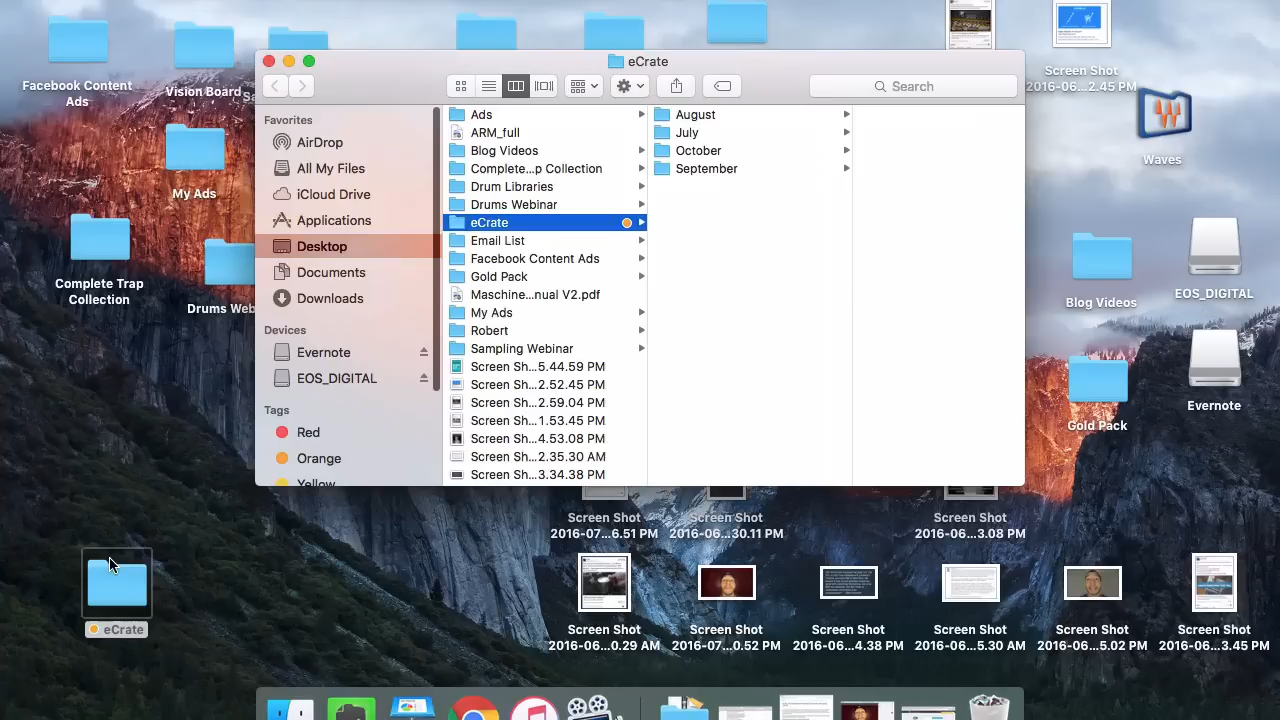 Facebook Content
Ads
Vision Board
Sa
My Ads
Complete Trap
Collection
Drums Web
eCrate
eCrate
Search
Favorites
AirDrop
All My Files
iCloud Drive
Applications
Desktop
Documents
Downloads
Devices
Evernote
EOS_DIGITAL
Tags
Red
Orange
Yellow
Ads
ARM_full
Blog Videos
Complete...p Collection
Drum Libraries
Drums Webinar
eCrate
Email List
Facebook Content Ads
Gold Pack
Maschine...nual V2.pdf
My Ads
Robert
Sampling Webinar
Screen Sh...5.44.59 PM
Screen Sh...2.52.45 PM
Screen Sh...2.59.04 PM
Screen Sh...1.53.45 PM
Screen Sh...4.53.08 PM
Screen Sh...2.35.30 AM
Screen Sh...3.34.38 PM
August
July
October
September
Screen Shot
2016-06...2.45 PM
Waves
Blog Videos
EOS_DIGITAL
Gold Pack
Evernote
Screen Shot
2016-07...6.51 PM
Screen Shot
2016-06...30.11 PM
Screen Shot
2016-06...3.08 PM
Screen Shot
2016-06...0.29 AM
Screen Shot
2016-07...0.52 PM
Screen Shot
2016-06...4.38 PM
Screen Shot
2016-06...5.30 AM
Screen Shot
2016-06...5.02 PM
Screen Shot
2016-06...3.45 PM